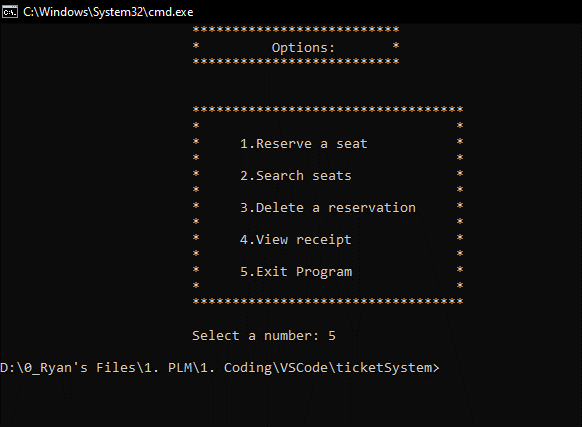 C:\Windows\System32\cmd.exe
**************************
*         Options:       *
**************************
**********************************
*                                *
*     1.Reserve a seat           *
*                                *
*     2.Search seats             *
*                                *
*     3.Delete a reservation     *
*                                *
*     4.View receipt             *
*                                *
*     5.Exit Program             *
*                                *
**********************************
Select a number: 5
D:\0_Ryan's Files\1. PLM\1. Coding\VSCode\ticketSystem>